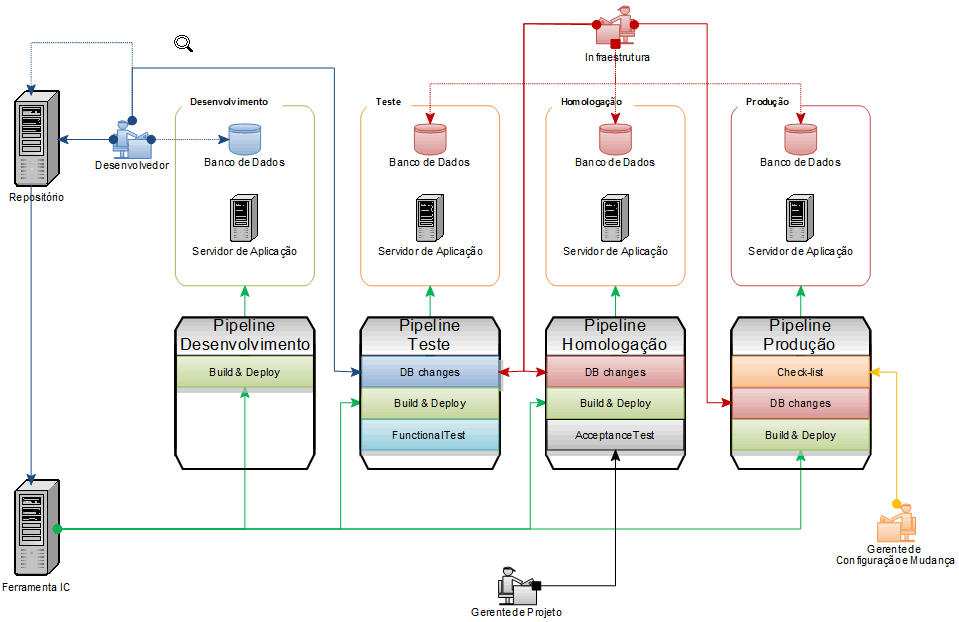 Infraestrutura
Desenvolvimento
Teste
Homologação
Produção
Desenvolvedor
Banco de Dados
Banco de Dados
Banco de Dados
Banco de Dados
Repositório
Servidor de Aplicação
Servidor de Aplicação
Servidor de Aplicação
Servidor de Aplicação
Pipeline
Desenvolvimento
Build & Deploy
Pipeline
Teste
DB changes
Build & Deploy
FunctionalTest
Pipeline
Homologação
DB changes
Build & Deploy
AcceptanceTest
Pipeline
Produção
Check-list
DB changes
Build & Deploy
Gerente de
Configuração e Mudança
Ferramenta IC
Gerente de Projeto